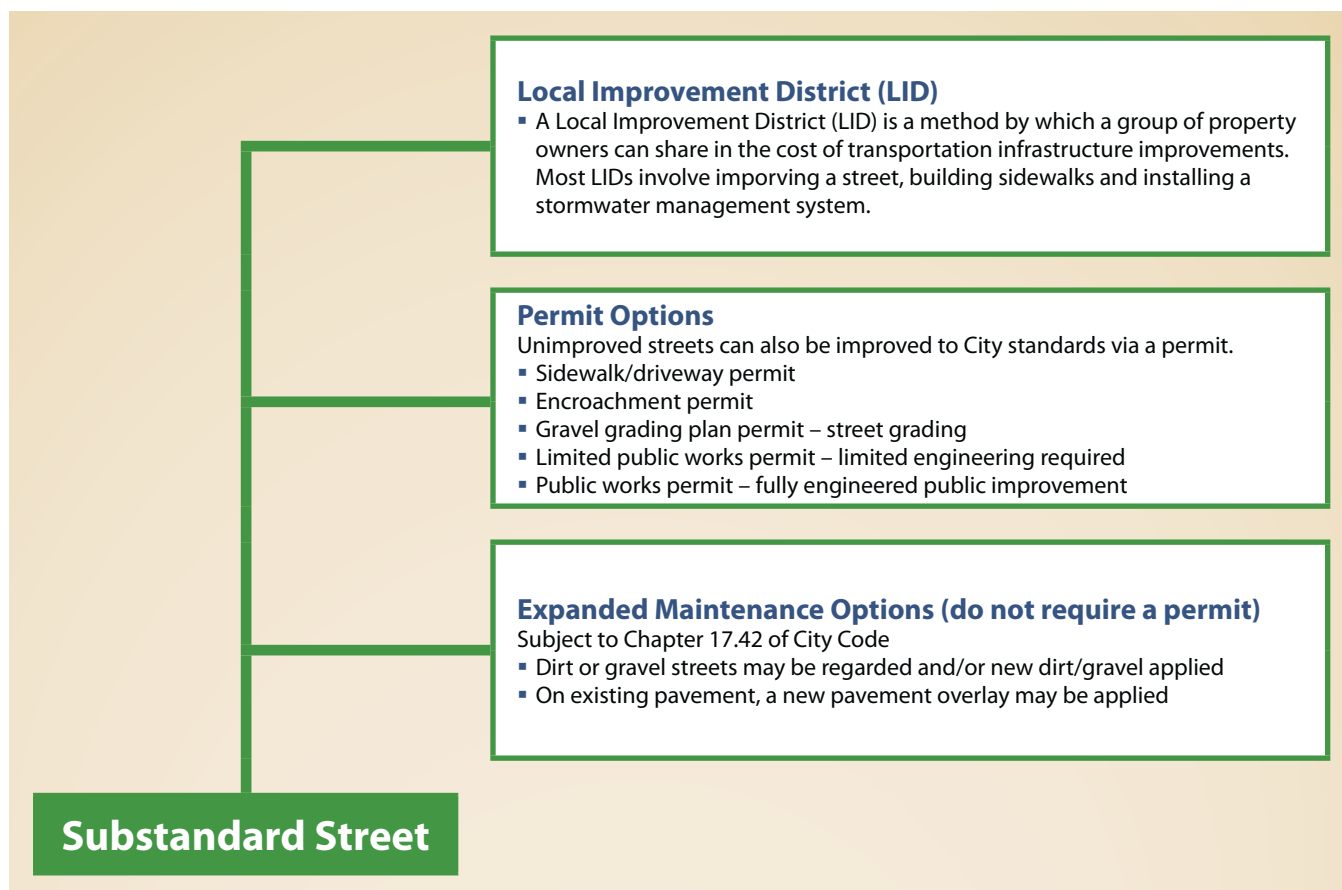 Local Improvement District (LID)
▪ A Local Improvement District (LID) is a method by which a group of property
owners can share in the cost of transportation infrastructure improvements.
Most LIDs involve imporving a street, building sidewalks and installing a
stormwater management system.
Permit Options
Unimproved streets can also be improved to City standards via a permit.
▪ Sidewalk/driveway permit
▪ Encroachment permit
▪ Gravel grading plan permit – street grading
▪ Limited public works permit – limited engineering required
▪ Public works permit – fully engineered public improvement
Expanded Maintenance Options (do not require a permit)
Subject to Chapter 17.42 of City Code
▪ Dirt or gravel streets may be regarded and/or new dirt/gravel applied
▪ On existing pavement, a new pavement overlay may be applied
Substandard Street